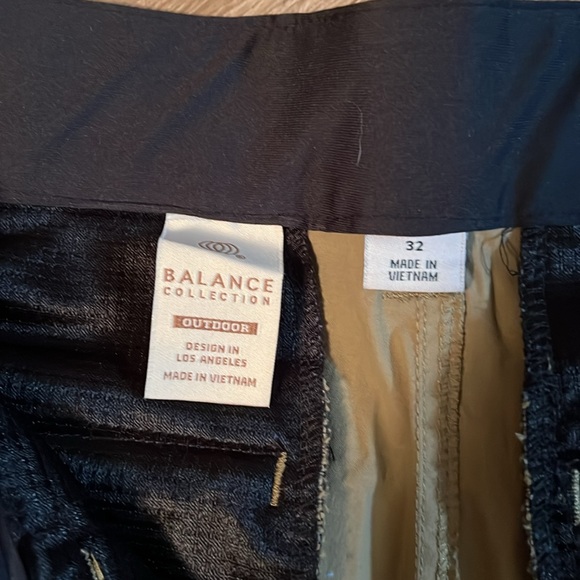 BALANCE
COLLECTION
OUTDOOR
DESIGN IN
LOS ANGELES
MADE IN VIETNAM
32
MADE IN
VIETNAM